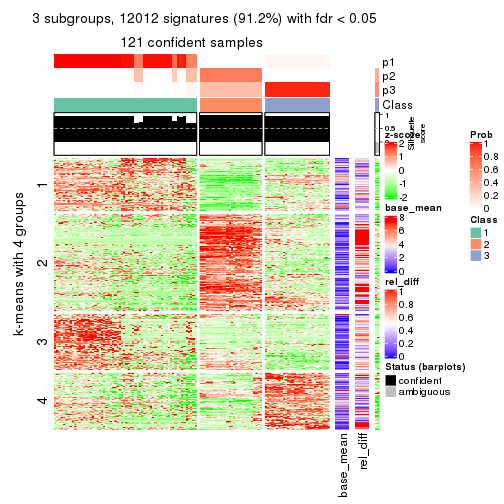 3 subgroups, 12012 signatures (91.2%) with fdr < 0.05
121 confident samples
p1
p2
p3
Class
1
0.5
0
Silhouette
score
k-means with 4 groups
1
2
3
4
base_mean
rel_diff
z-score
2
1
0
-1
-2
base_mean
8
6
4
2
0
rel_diff
1
0.8
0.6
0.4
0.2
0
Status (barplots)
confident
ambiguous
Prob
1
0.8
0.6
0.4
0.2
0
Class
1
2
3